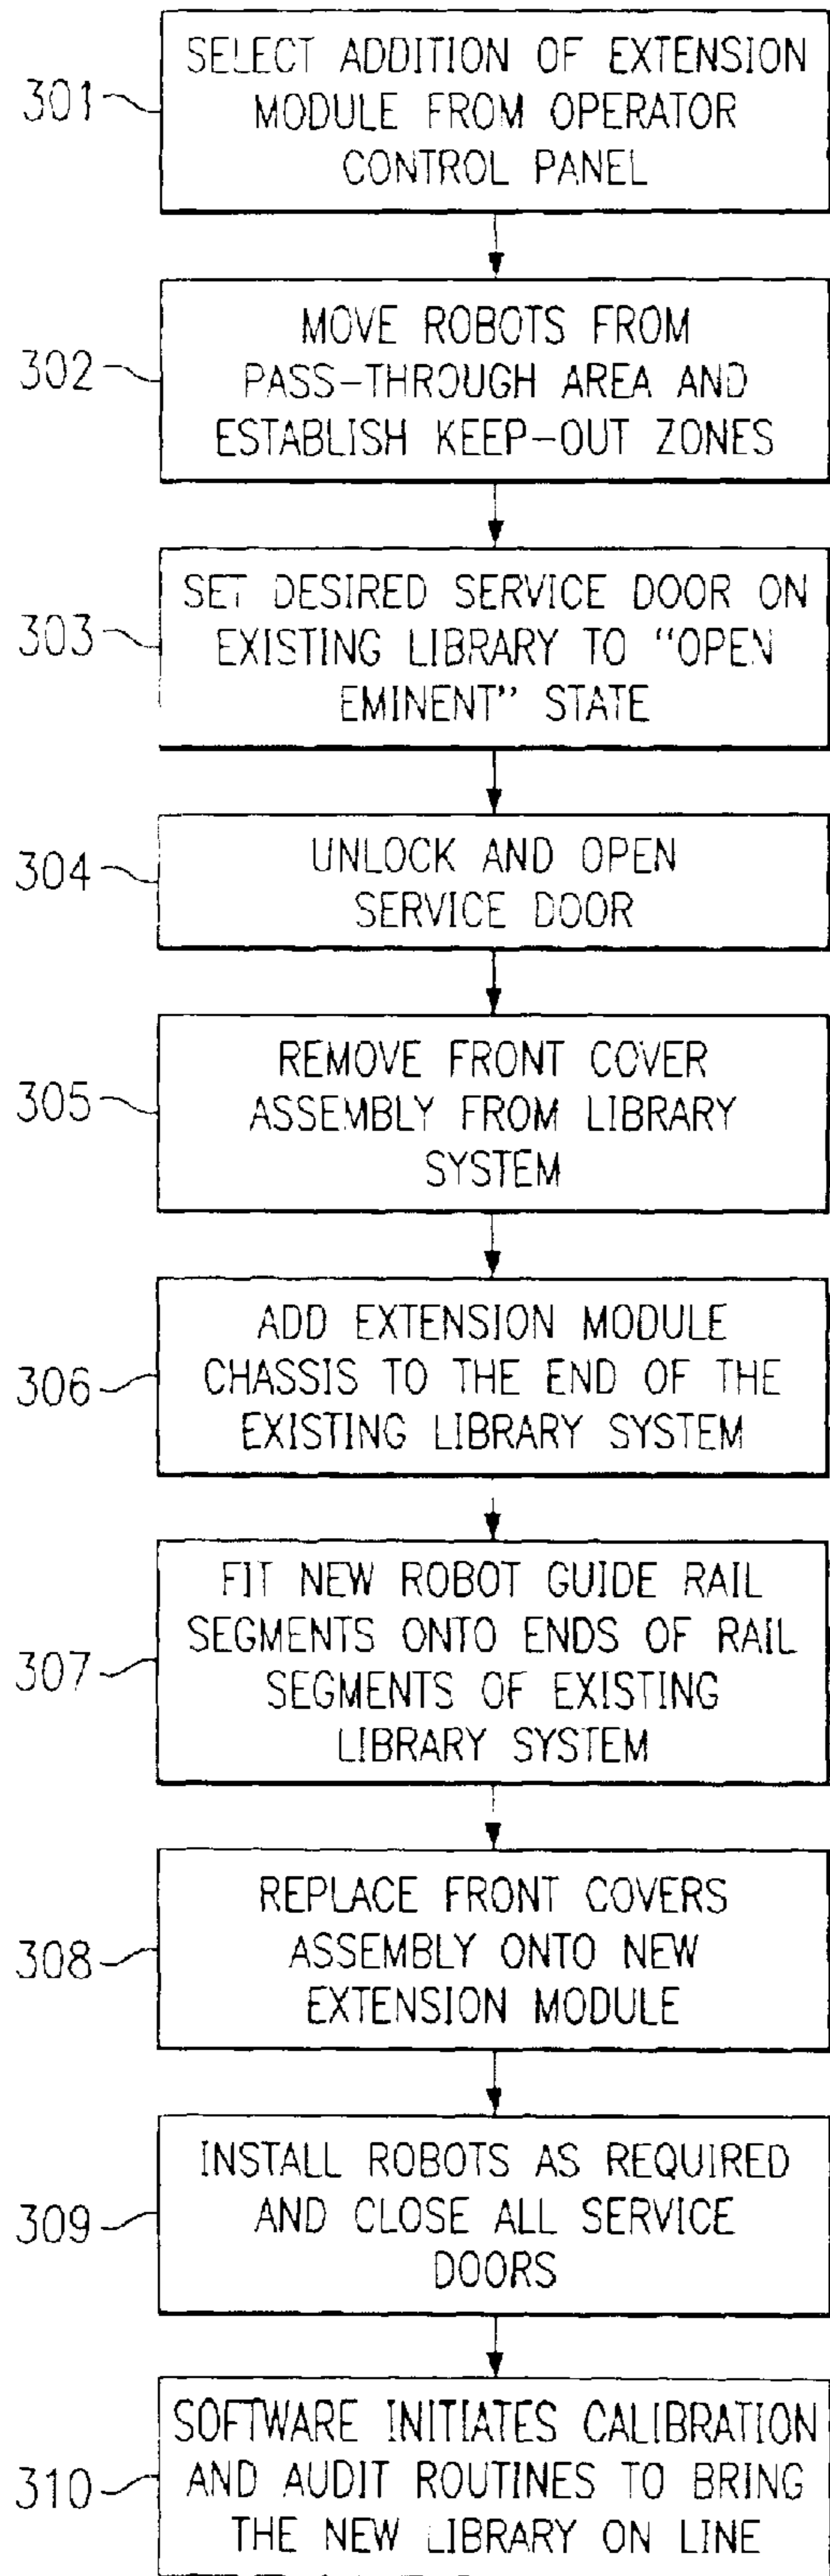 301
SELECT ADDITION OF EXTENSION
MODULE FROM OPERATOR
CONTROL PANEL
302
MOVE ROBOTS FROM
PASS-THROUGH AREA AND
ESTABLISH KEEP-OUT ZONES
303
SET DESIRED SERVICE DOOR ON
EXISTING LIBRARY TO "OPEN
EMINENT" STATE
304
UNLOCK AND OPEN
SERVICE DOOR
305
REMOVE FRONT COVER
ASSEMBLY FROM LIBRARY
SYSTEM
306
ADD EXTENSION MODULE
CHASSIS TO THE END OF THE
EXISTING LIBRARY SYSTEM
307
FIT NEW ROBOT GUIDE RAIL
SEGMENTS ONTO ENDS OF RAIL
SEGMENTS OF EXISTING
LIBRARY SYSTEM
308
REPLACE FRONT COVERS
ASSEMBLY ONTO NEW
EXTENSION MODULE
309
INSTALL ROBOTS AS REQUIRED
AND CLOSE ALL SERVICE
DOORS
310
SOFTWARE INITIATES CALIBRATION
AND AUDIT ROUTINES TO BRING
THE NEW LIBRARY ON LINE